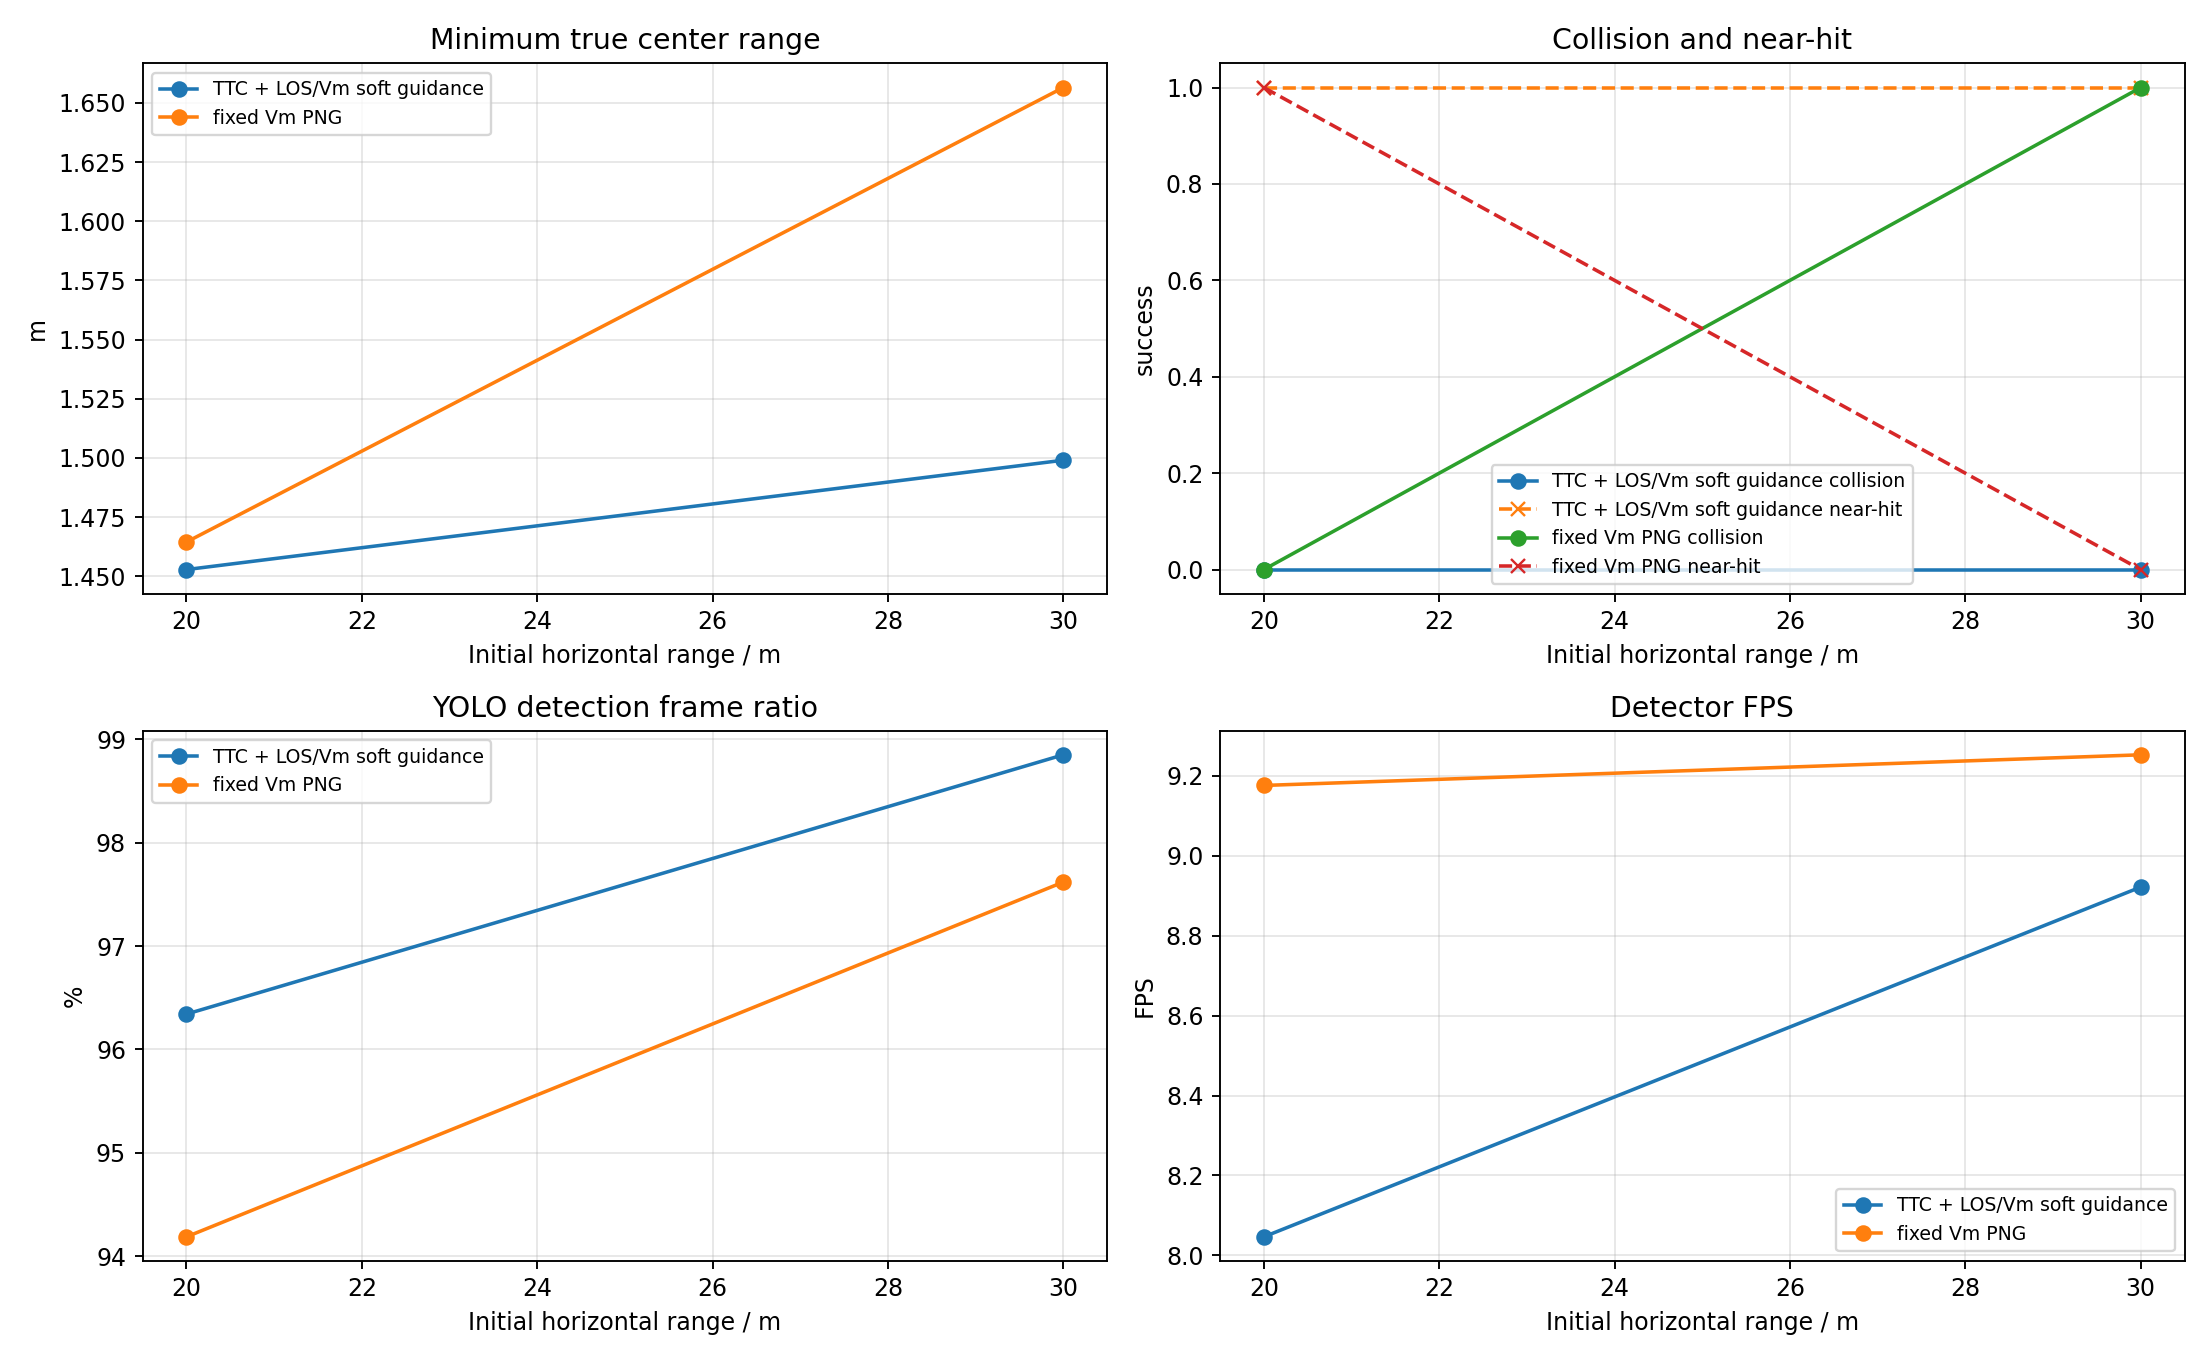 Minimum true center range
TTC + LOS/Vm soft guidance
fixed Vm PNG
1.650
1.625
1.600
1.575
1.550
1.525
1.500
1.475
1.450
m
20 22 24 26 28 30
Initial horizontal range / m
Collision and near-hit
1.0
0.8
0.6
0.4
0.2
0.0
success
TTC + LOS/Vm soft guidance collision
TTC + LOS/Vm soft guidance near-hit
fixed Vm PNG collision
fixed Vm PNG near-hit
20 22 24 26 28 30
Initial horizontal range / m
YOLO detection frame ratio
TTC + LOS/Vm soft guidance
fixed Vm PNG
99
98
97
96
95
94
%
20 22 24 26 28 30
Initial horizontal range / m
Detector FPS
9.2
9.0
8.8
8.6
8.4
8.2
8.0
FPS
TTC + LOS/Vm soft guidance
fixed Vm PNG
20 22 24 26 28 30
Initial horizontal range / m